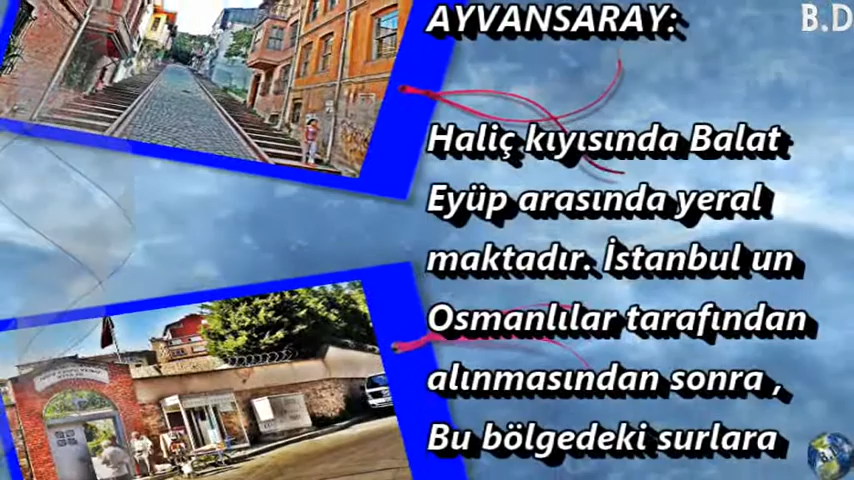 AYVANSARAY:
B.D
Haliç kıyısında Balat
Eyüp arasında yeral
maktadır. İstanbul un
Osmanlılar tarafından
alınmasından sonra ,
Bu bölgedeki surlara